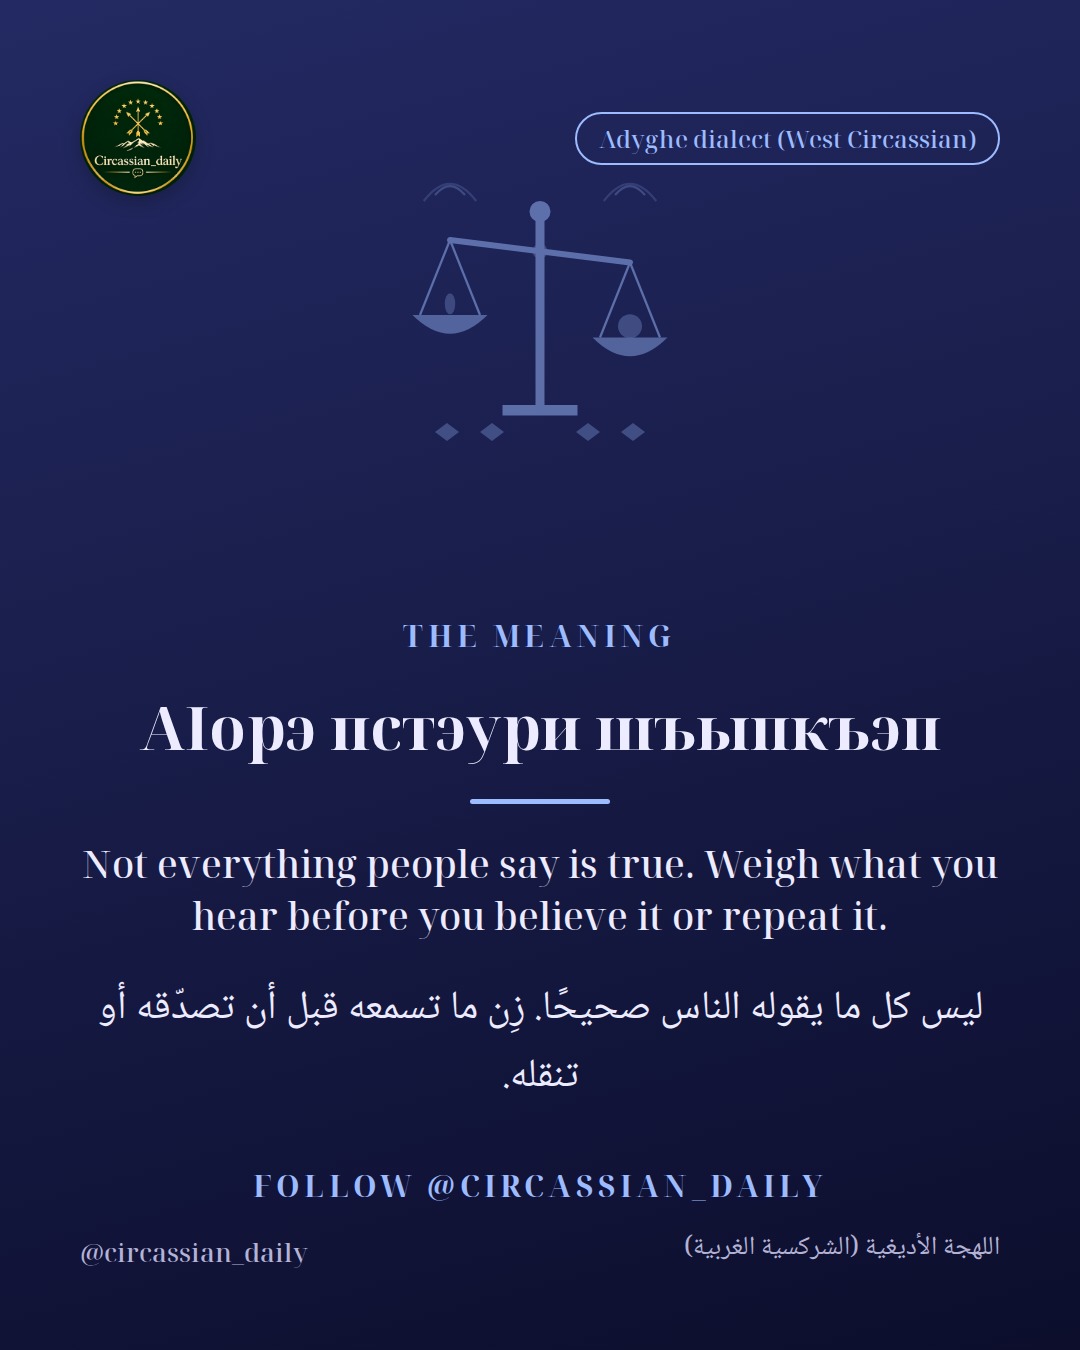 Circassian_daily
Adyghe dialect (West Circassian)
THE MEANING
АӀорэ пстэури шъыпкъэп
Not everything people say is true. Weigh what you
hear before you believe it or repeat it.
ليس كل ما يقوله الناس صحيحًا. زِن ما تسمعه قبل أن تصدّقه أو
تنقله.
FOLLOW @CIRCASSIAN_DAILY
@circassian_daily
اللهجة الأديغية (الشركسية الغربية)